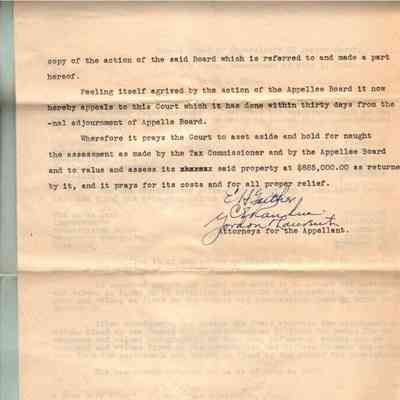 copy of the action of the said Board which is referred to and made a part
hereof.
Feeling itself agrived by the action of the Appellee Board it now
hereby appeals to this Court which it has done within thirty days from the
-nal adjournment of Appelle Board.
Wherefore it prays the Court to aset aside and hold for naught
the assessment as made by the Tax Commissioner and by the Appellee Board
and to value and assess its said property at $885,000.00 as returne
by it, and it prays for its costs and for all proper relief.
Attorneys for the Appellant.